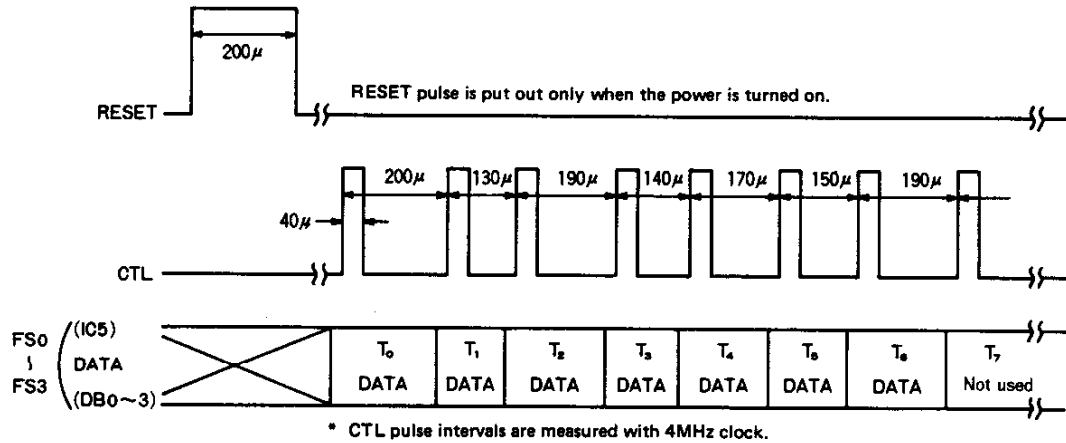 200μ
RESET pulse is put out only when the power is turned on.
RESET
200μ 130μ 190μ 140μ 170μ 150μ 190μ
40μ
CTL
FS0 ~ FS3
(IC5) DATA (DB0~3)
T₀ DATA
T₁ DATA
T₂ DATA
T₃ DATA
T₄ DATA
T₅ DATA
T₆ DATA
T₇ Not used
* CTL pulse intervals are measured with 4MHz clock.